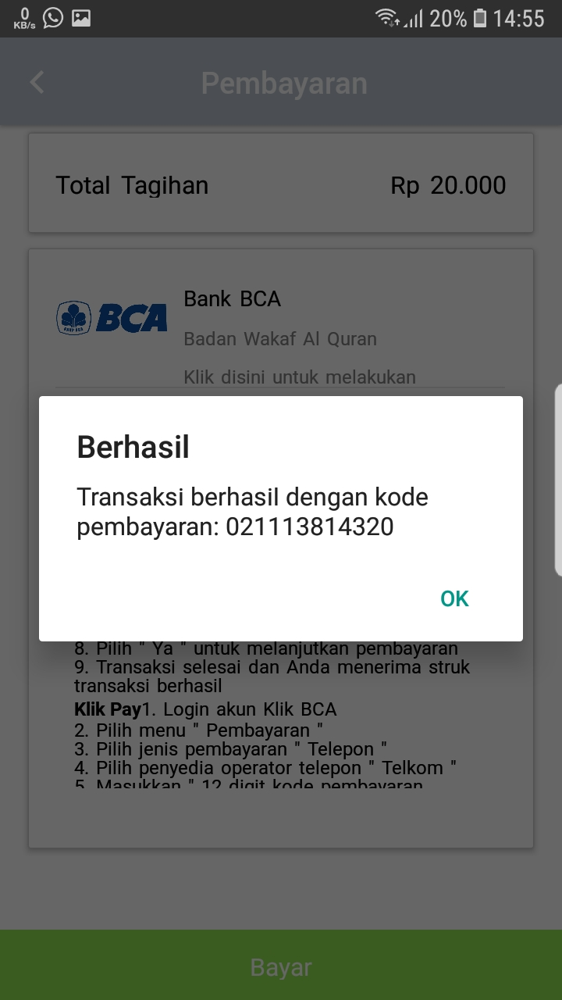 0
KB/s
20%
14:55
Pembayaran
Total Tagihan
Rp 20.000
BCA
BANK BCA
Bank BCA
Badan Wakaf Al Quran
Klik disini untuk melakukan
Berhasil
Transaksi berhasil dengan kode
pembayaran: 021113814320
OK
8. Pilih " Ya " untuk melanjutkan pembayaran
9. Transaksi selesai dan Anda menerima struk
transaksi berhasil
Klik Pay1. Login akun Klik BCA
2. Pilih menu " Pembayaran "
3. Pilih jenis pembayaran " Telepon "
4. Pilih penyedia operator telepon " Telkom "
5. Masukkan " 12 digit kode pembayaran
Bayar